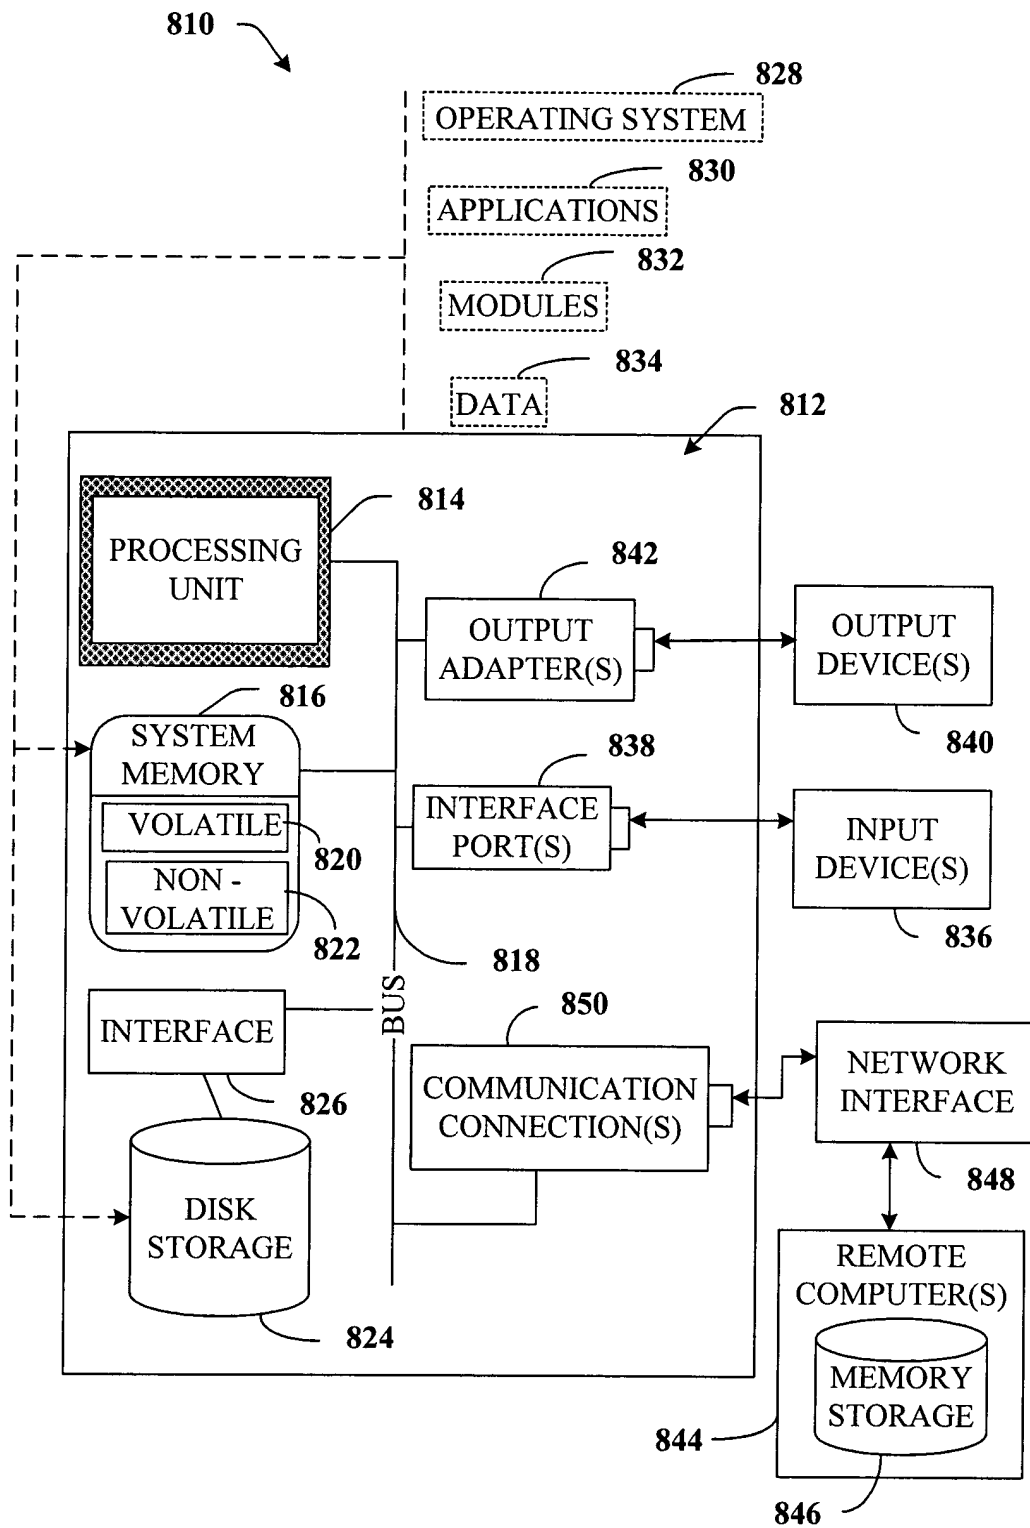 810
828
OPERATING SYSTEM
830
APPLICATIONS
832
MODULES
834
DATA
812
814
PROCESSING
UNIT
842
OUTPUT
ADAPTER(S)
OUTPUT
DEVICE(S)
840
816
SYSTEM
MEMORY
VOLATILE
820
NON -
VOLATILE
822
838
INTERFACE
PORT(S)
INPUT
DEVICE(S)
836
818
BUS
INTERFACE
826
850
COMMUNICATION
CONNECTION(S)
NETWORK
INTERFACE
848
DISK
STORAGE
824
REMOTE
COMPUTER(S)
MEMORY
STORAGE
844
846